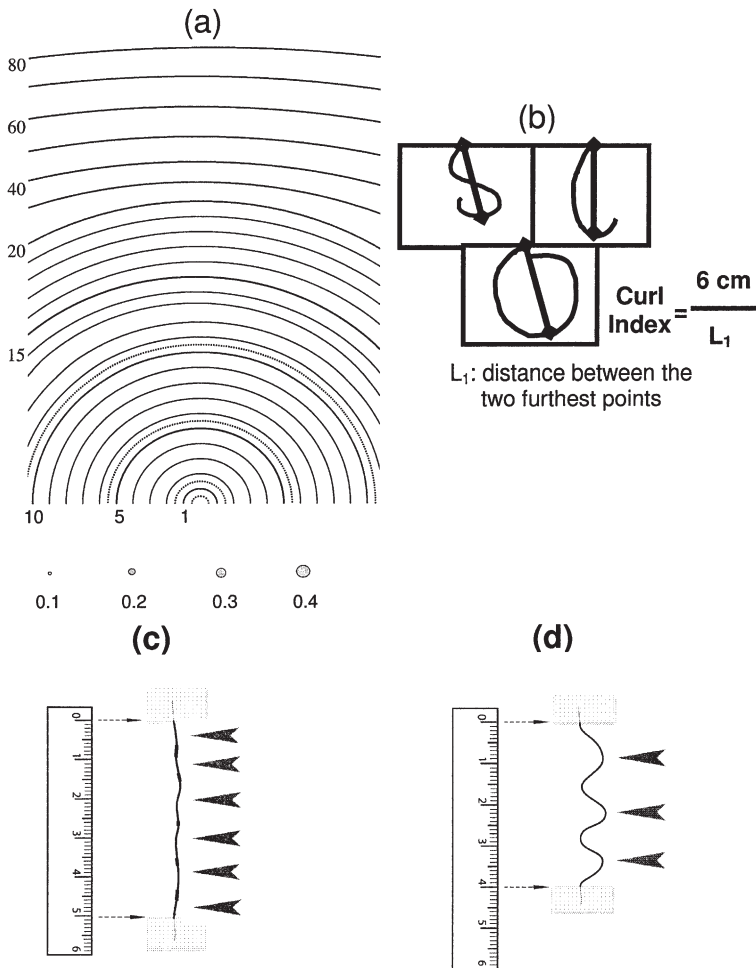 (a)
80
60
40
20
15
10 5 1
0.1 0.2 0.3 0.4
(b)
Curl Index = 6 cm / L₁
L₁: distance between the
two furthest points
(c)
0
1
2
3
4
5
6
(d)
0
1
2
3
4
5
6